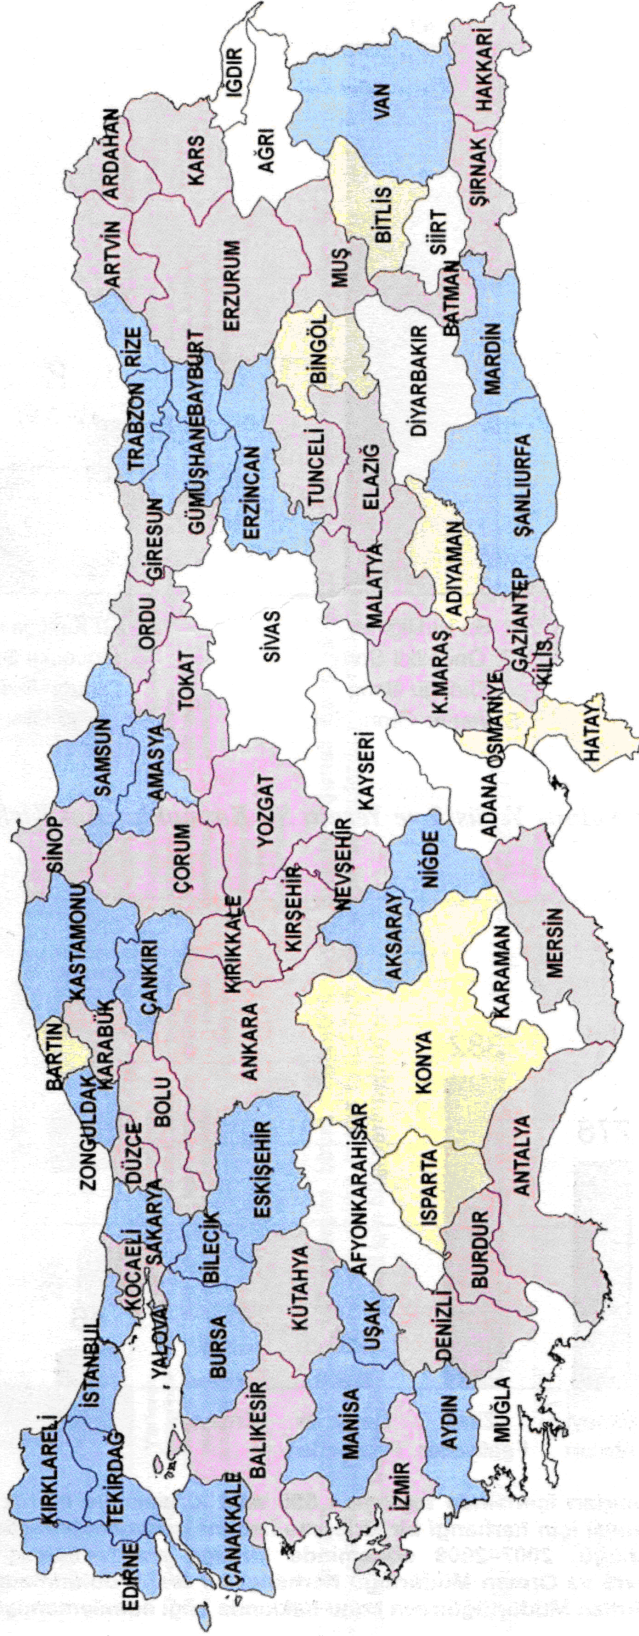 KIRKLARELİ
EDİRNE
TEKİRDAĞ
İSTANBUL
ÇANAKKALE
BALIKESİR
BURSA
YALOVA
KOCAELİ
SAKARYA
DÜZCE
BOLU
ZONGULDAK
BARTIN
KARABÜK
KASTAMONU
ÇANKIRI
SİNOP
SAMSUN
AMASYA
ÇORUM
TOKAT
ORDU
GİRESUN
GÜMÜŞHANE
BAYBURT
TRABZON
RİZE
ARTVİN
ARDAHAN
KARS
IĞDIR
AĞRI
ERZURUM
ERZİNCAN
BİLECİK
ESKİŞEHİR
KÜTAHYA
ANKARA
KIRIKKALE
KIRŞEHİR
YOZGAT
SİVAS
KAYSERİ
NEVŞEHİR
AKSARAY
NİĞDE
KONYA
AFYONKARAHİSAR
UŞAK
MANİSA
İZMİR
AYDIN
DENİZLİ
MUĞLA
BURDUR
ISPARTA
ANTALYA
KARAMAN
MERSİN
ADANA
OSMANİYE
HATAY
K.MARAŞ
GAZİANTEP
KİLİS
ADIYAMAN
MALATYA
ELAZIĞ
TUNCELİ
BİNGÖL
MUŞ
BİTLİS
VAN
HAKKARİ
ŞIRNAK
SİİRT
BATMAN
DİYARBAKIR
MARDİN
ŞANLIURFA